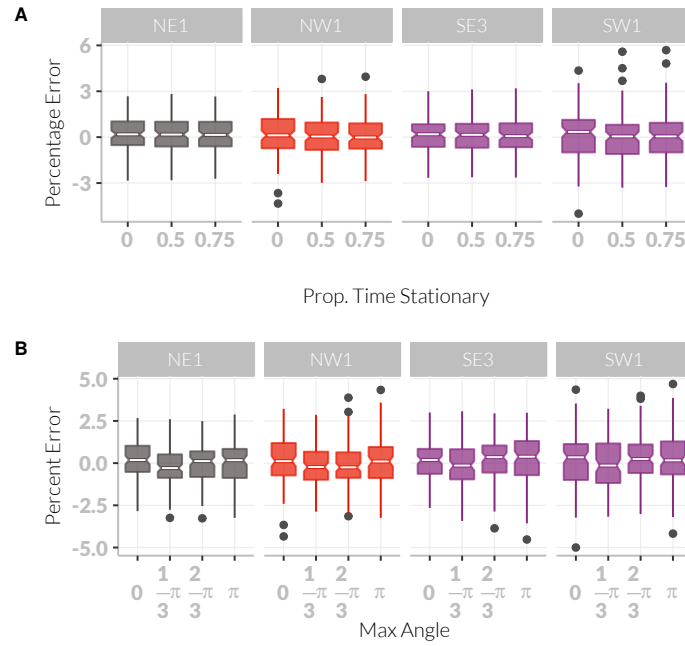 A
NE1 NW1 SE3 SW1
Percentage Error
6
3
0
-3
0 0.5 0.75 0 0.5 0.75 0 0.5 0.75 0 0.5 0.75
Prop. Time Stationary
B
NE1 NW1 SE3 SW1
Percent Error
5.0
2.5
0.0
-2.5
-5.0
0 1/3 π 2/3 π π 0 1/3 π 2/3 π π 0 1/3 π 2/3 π π 0 1/3 π 2/3 π π
Max Angle